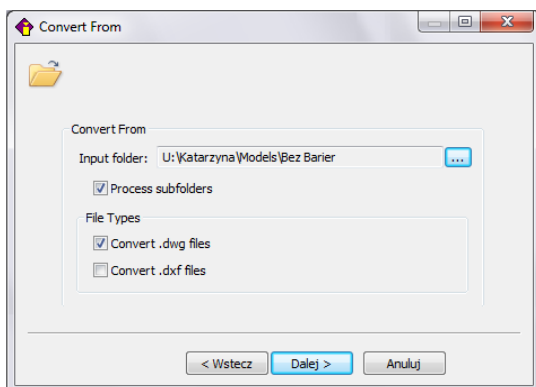 Convert From
Convert From
Input folder: U:\Katarzyna\Models\Bez Barier ...
Process subfolders
File Types
Convert .dwg files
Convert .dxf files
< Wstecz Dalej > Anuluj